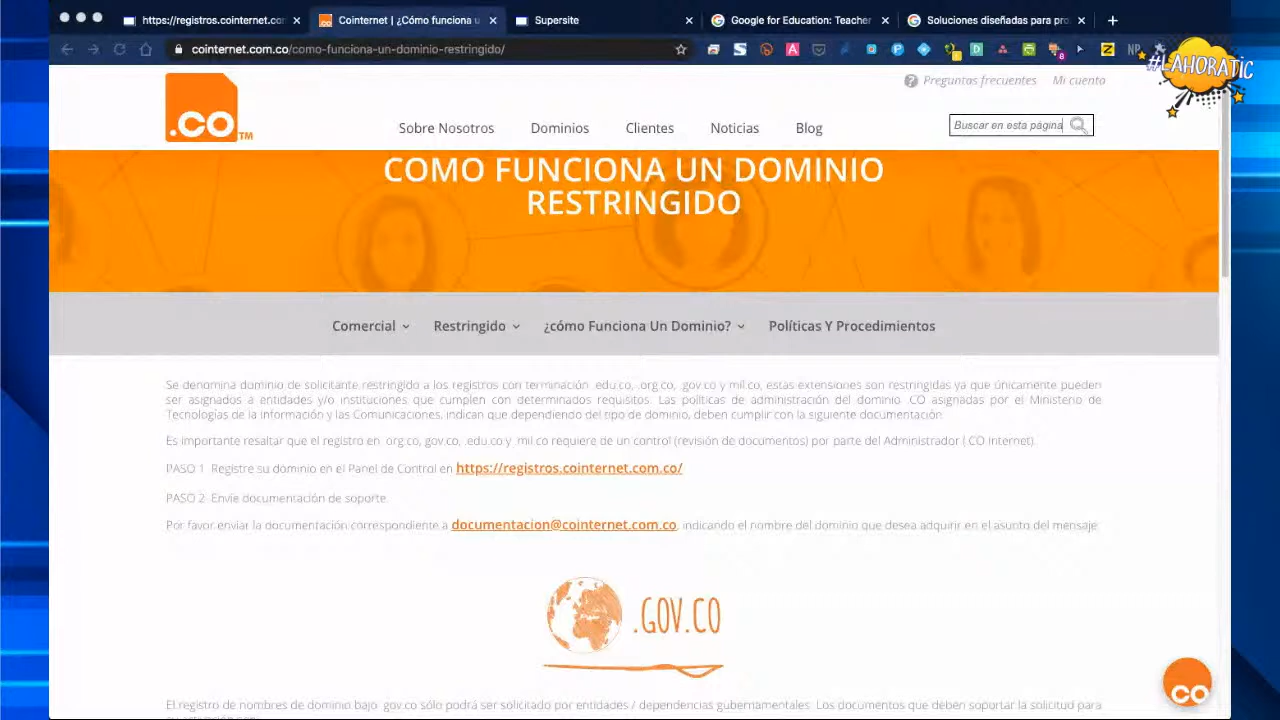 https://registros.cointernet.com
Cointernet | ¿Cómo funciona u
Supersite
Google for Education: Teacher
Soluciones diseñadas para pro
cointernet.com.co/como-funciona-un-dominio-restringido/
#LAHORATIC
Preguntas frecuentes
Mi cuenta
.CO™
Sobre Nosotros
Dominios
Clientes
Noticias
Blog
Buscar en esta página
COMO FUNCIONA UN DOMINIO
RESTRINGIDO
Comercial
Restringido
¿cómo Funciona Un Dominio?
Políticas Y Procedimientos
Se denomina dominio de solicitante restringido a los registros con terminación .edu.co, .org.co, .gov.co y mil.co, estas extensiones son restringidas ya que únicamente pueden
ser asignados a entidades y/o instituciones que cumplen con determinados requisitos. Las políticas de administración del dominio .CO asignadas por el Ministerio de
Tecnologías de la información y las Comunicaciones, indican que dependiendo del tipo de dominio, deben cumplir con la siguiente documentación:
Es importante resaltar que el registro en .org.co, gov.co, .edu.co y .mil.co requiere de un control (revisión de documentos) por parte del Administrador (.CO Internet).
PASO 1. Registre su dominio en el Panel de Control en https://registros.cointernet.com.co/
PASO 2. Envíe documentación de soporte.
Por favor enviar la documentación correspondiente a documentacion@cointernet.com.co, indicando el nombre del dominio que desea adquirir en el asunto del mensaje.
.GOV.CO
El registro de nombres de dominio bajo .gov.co sólo podrá ser solicitado por entidades / dependencias gubernamentales. Los documentos que deben soportar la solicitud para
.CO